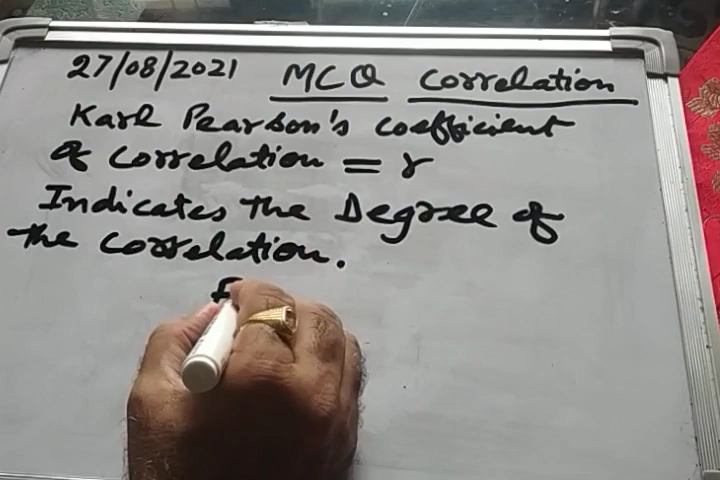 27/08/2021 MCQ Correlation
Karl Pearson's coefficient
of correlation = r
Indicates the Degree of
the correlation.